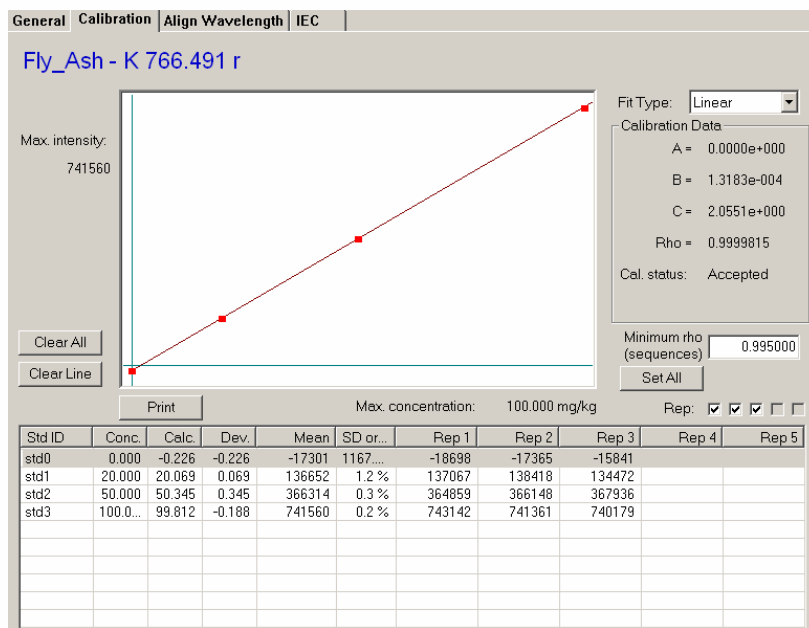 General Calibration Align Wavelength IEC
Fly_Ash - K 766.491 r
Fit Type: Linear
Calibration Data
Max. intensity:
741560
A = 0.0000e+000
B = 1.3183e-004
C = 2.0551e+000
Rho = 0.9999815
Cal. status: Accepted
Clear All
Clear Line
Minimum rho
(sequences) 0.995000
Set All
Print Max. concentration: 100.000 mg/kg Rep:
Std ID Conc. Calc. Dev. Mean SD or... Rep 1 Rep 2 Rep 3 Rep 4 Rep 5
std0 0.000 -0.226 -0.226 -17301 1167.... -18698 -17365 -15841
std1 20.000 20.069 0.069 136652 1.2 % 137067 138418 134472
std2 50.000 50.345 0.345 366314 0.3 % 364859 366148 367936
std3 100.0... 99.812 -0.188 741560 0.2 % 743142 741361 740179